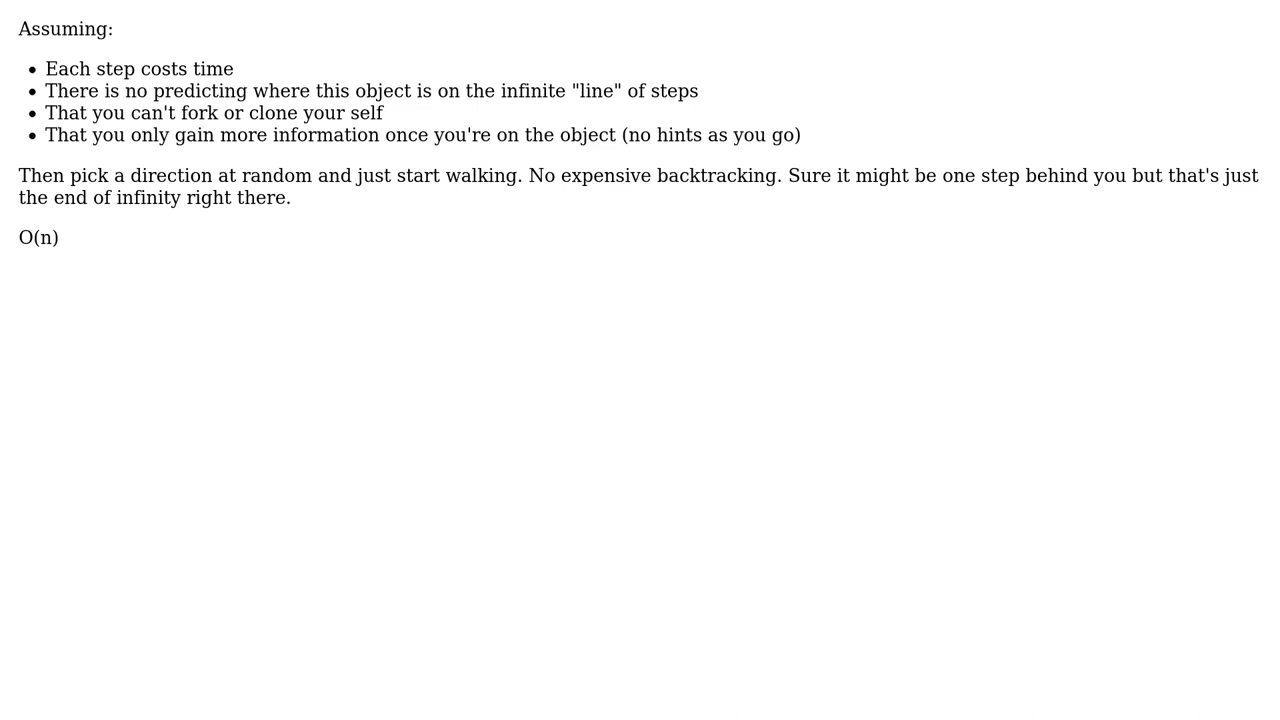 Assuming:
Each step costs time
There is no predicting where this object is on the infinite "line" of steps
That you can't fork or clone your self
That you only gain more information once you're on the object (no hints as you go)
Then pick a direction at random and just start walking. No expensive backtracking. Sure it might be one step behind you but that's just
the end of infinity right there.
O(n)